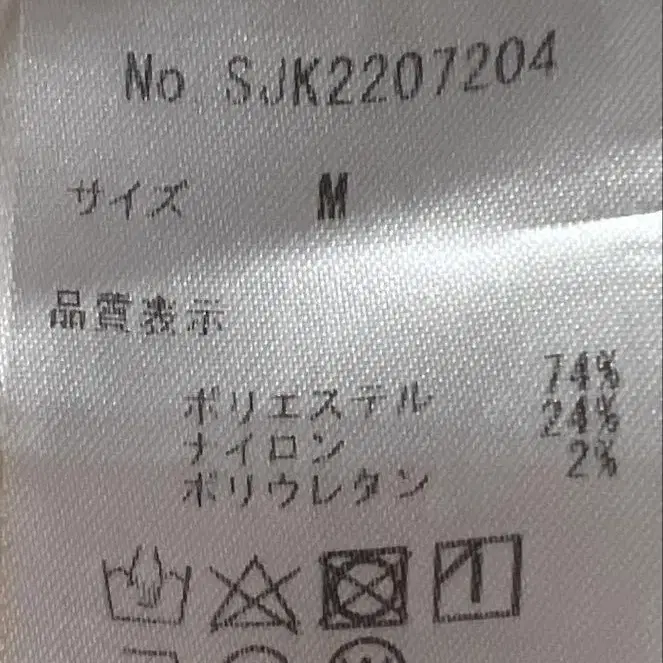 No. SJK2207204
サイズ M
品質表示
ポリエステル 74%
ナイロン 24%
ポリウレタン 2%